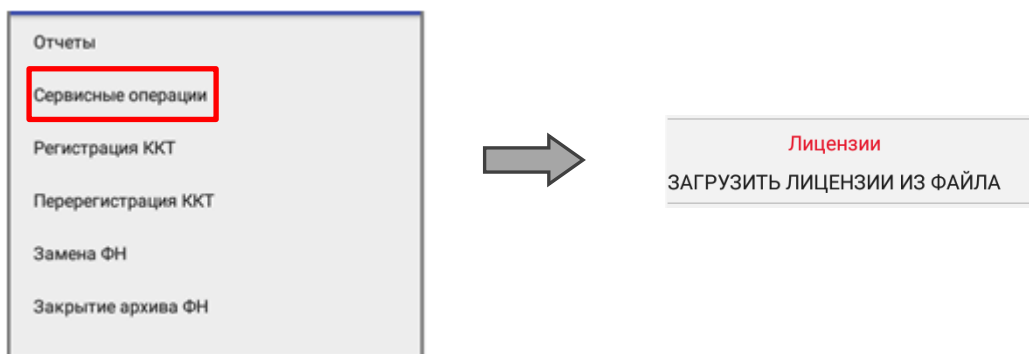 Отчеты
Сервисные операции
Регистрация ККТ
Перерегистрация ККТ
Замена ФН
Закрытие архива ФН
Лицензии
ЗАГРУЗИТЬ ЛИЦЕНЗИИ ИЗ ФАЙЛА